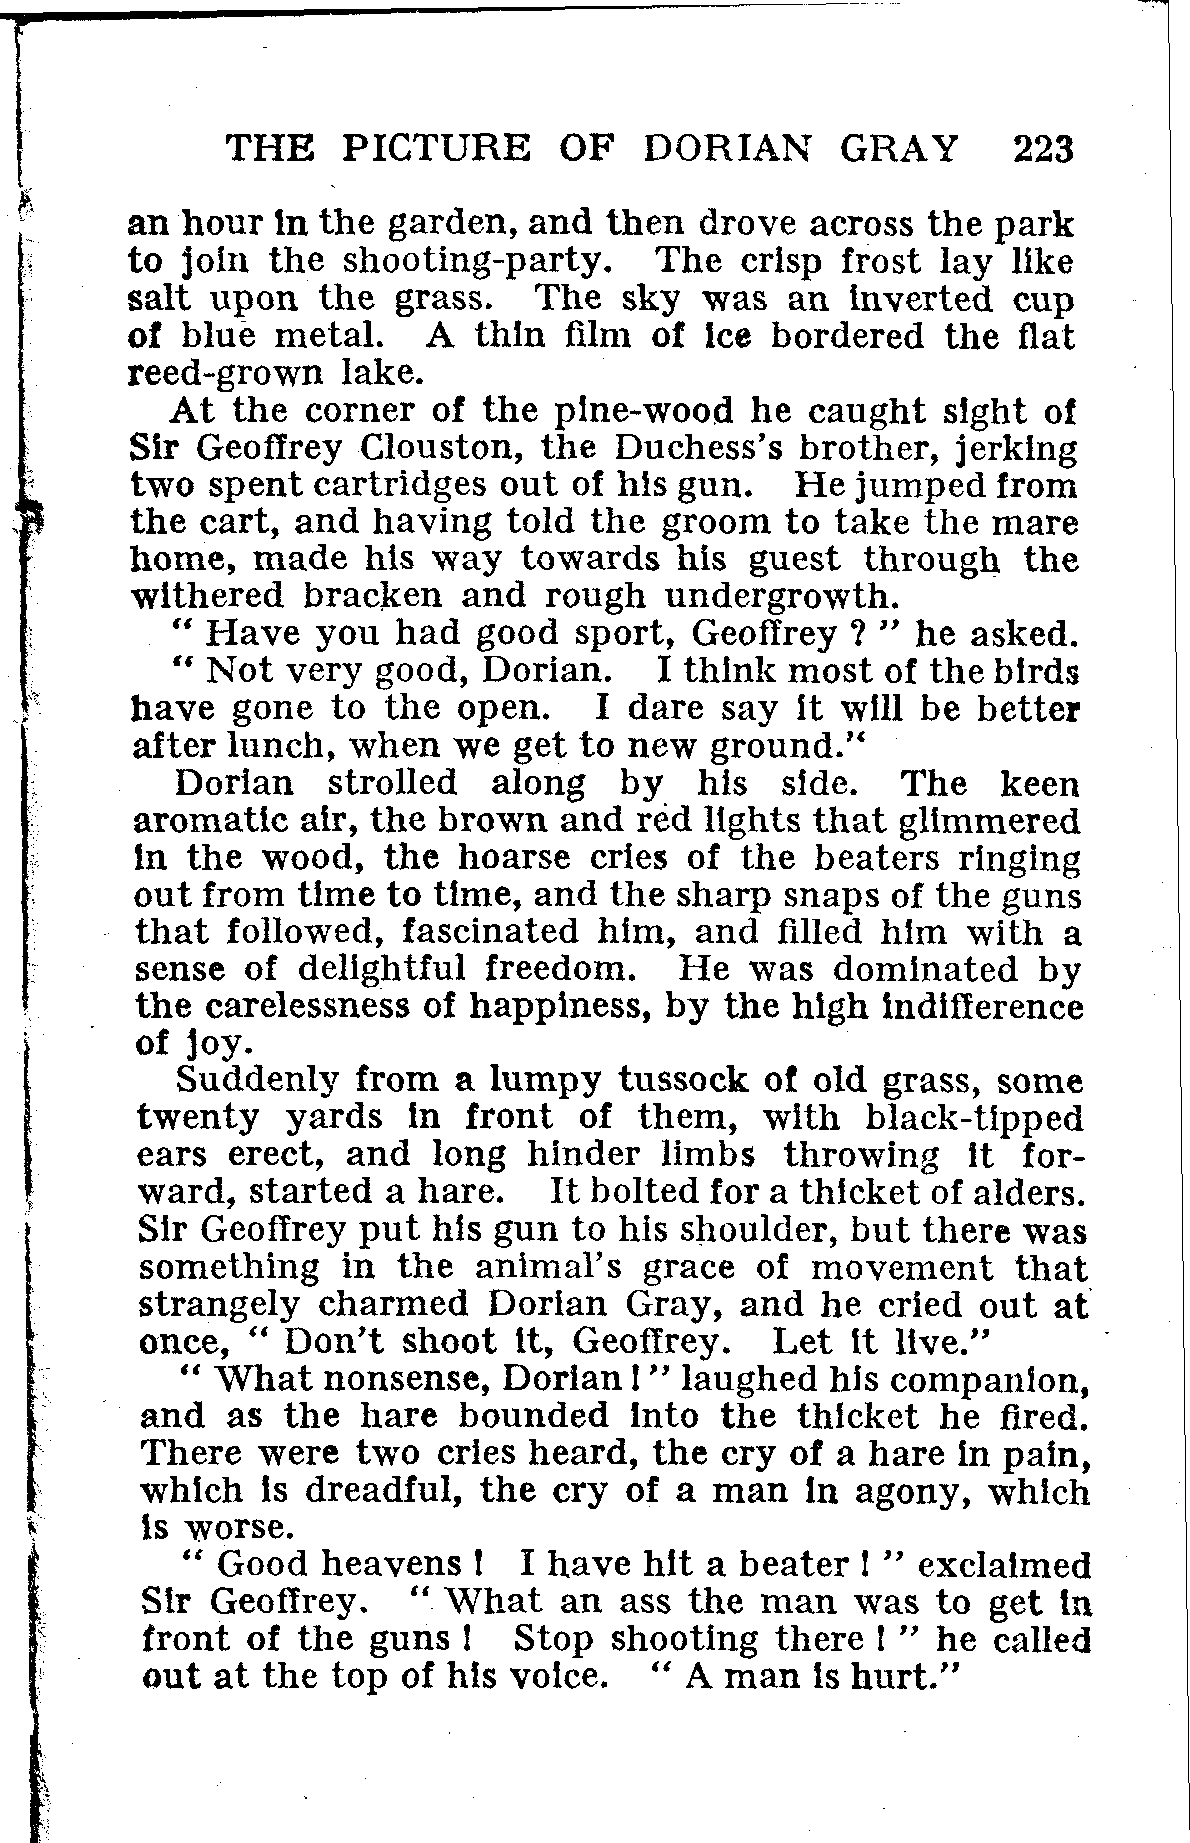 THE PICTURE OF DORIAN GRAY 223
an hour in the garden, and then drove across the park
to join the shooting-party. The crisp frost lay like
salt upon the grass. The sky was an inverted cup
of blue metal. A thin film of ice bordered the flat
reed-grown lake.
At the corner of the pine-wood he caught sight of
Sir Geoffrey Clouston, the Duchess's brother, jerking
two spent cartridges out of his gun. He jumped from
the cart, and having told the groom to take the mare
home, made his way towards his guest through the
withered bracken and rough undergrowth.
“ Have you had good sport, Geoffrey ? ” he asked.
“ Not very good, Dorian. I think most of the birds
have gone to the open. I dare say it will be better
after lunch, when we get to new ground.“
Dorian strolled along by his side. The keen
aromatic air, the brown and red lights that glimmered
in the wood, the hoarse cries of the beaters ringing
out from time to time, and the sharp snaps of the guns
that followed, fascinated him, and filled him with a
sense of delightful freedom. He was dominated by
the carelessness of happiness, by the high indifference
of joy.
Suddenly from a lumpy tussock of old grass, some
twenty yards in front of them, with black-tipped
ears erect, and long hinder limbs throwing it for-
ward, started a hare. It bolted for a thicket of alders.
Sir Geoffrey put his gun to his shoulder, but there was
something in the animal's grace of movement that
strangely charmed Dorian Gray, and he cried out at
once, “ Don't shoot it, Geoffrey. Let it live.”
“ What nonsense, Dorian ! ” laughed his companion,
and as the hare bounded into the thicket he fired.
There were two cries heard, the cry of a hare in pain,
which is dreadful, the cry of a man in agony, which
is worse.
“ Good heavens ! I have hit a beater ! ” exclaimed
Sir Geoffrey. “ What an ass the man was to get in
front of the guns ! Stop shooting there ! ” he called
out at the top of his voice. “ A man is hurt.”